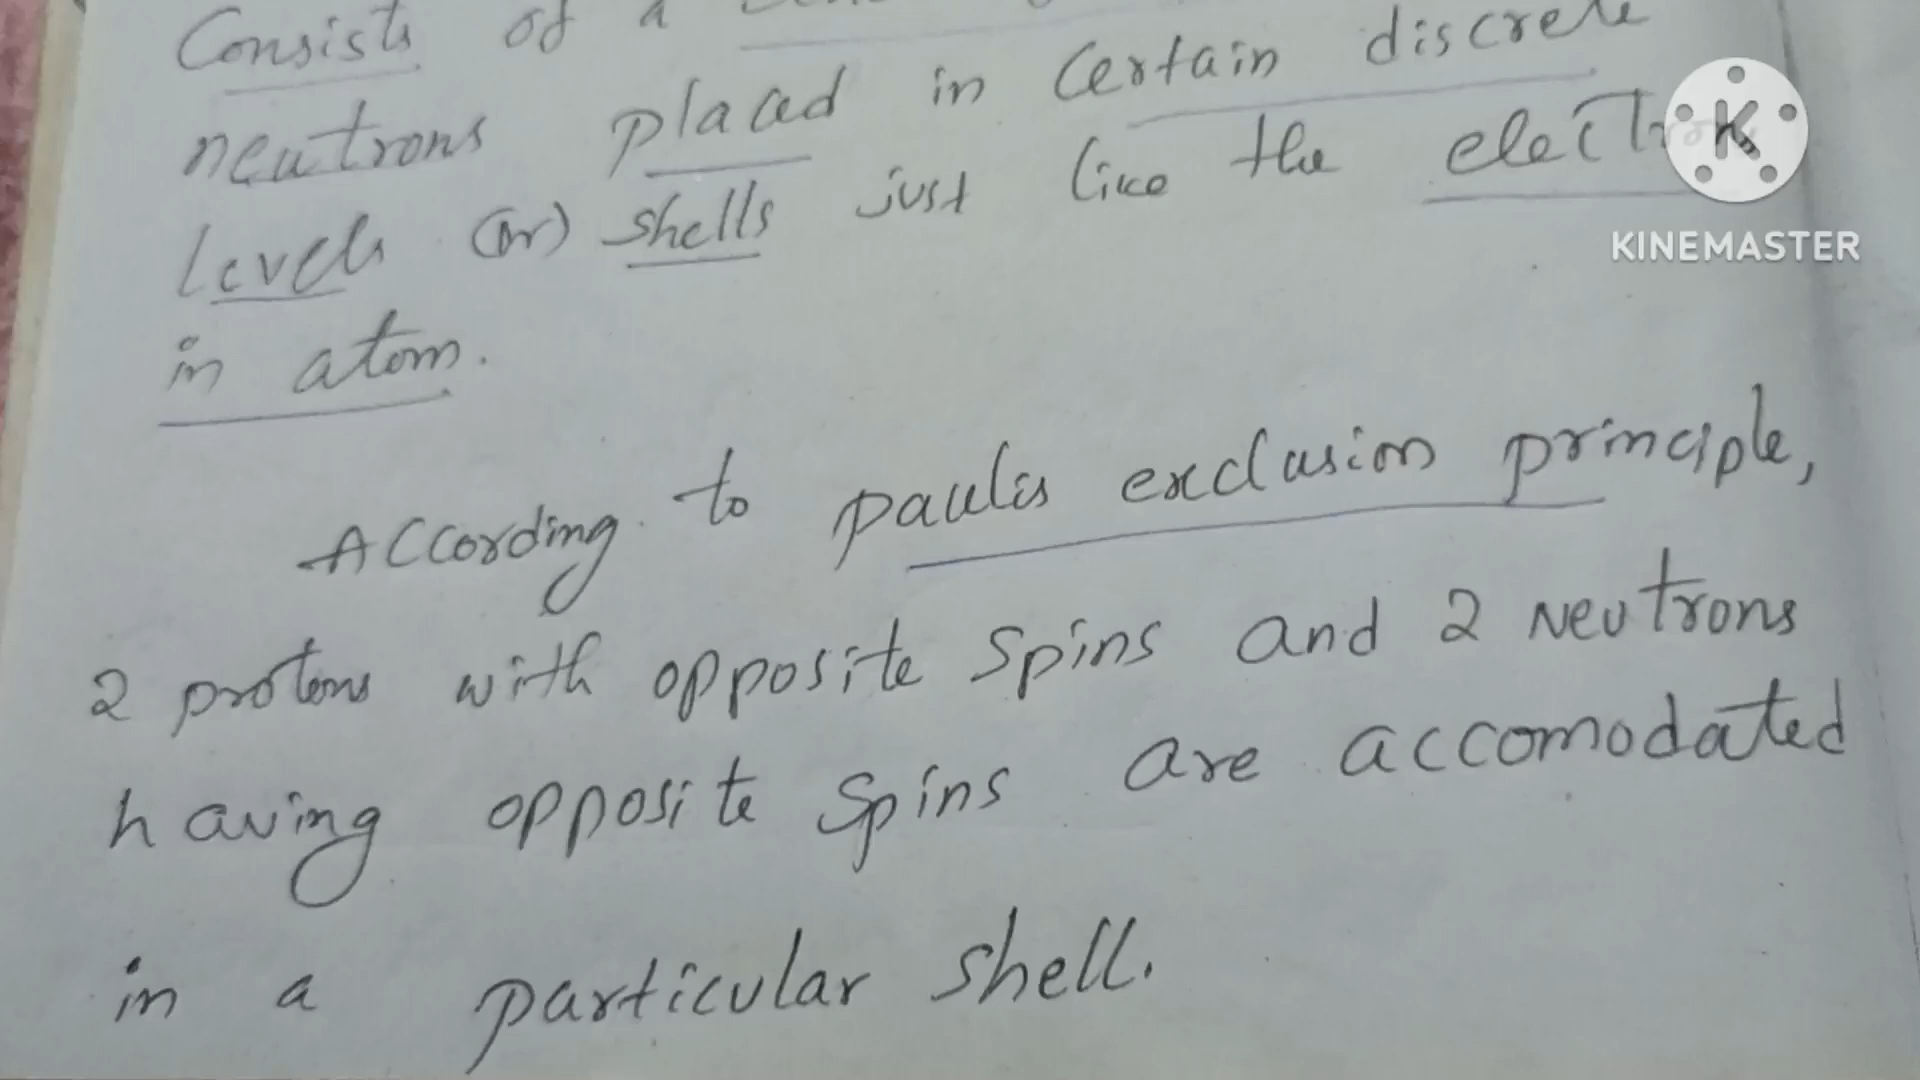 Consists of a
neutrons placed in certain discrete
levels (or) shells just like the
in atom.
According to paulis exclusion principle,
2 protons with opposite spins and 2 Neutrons
having opposite spins are accomodated
in a particular shell.
K
KINEMASTER